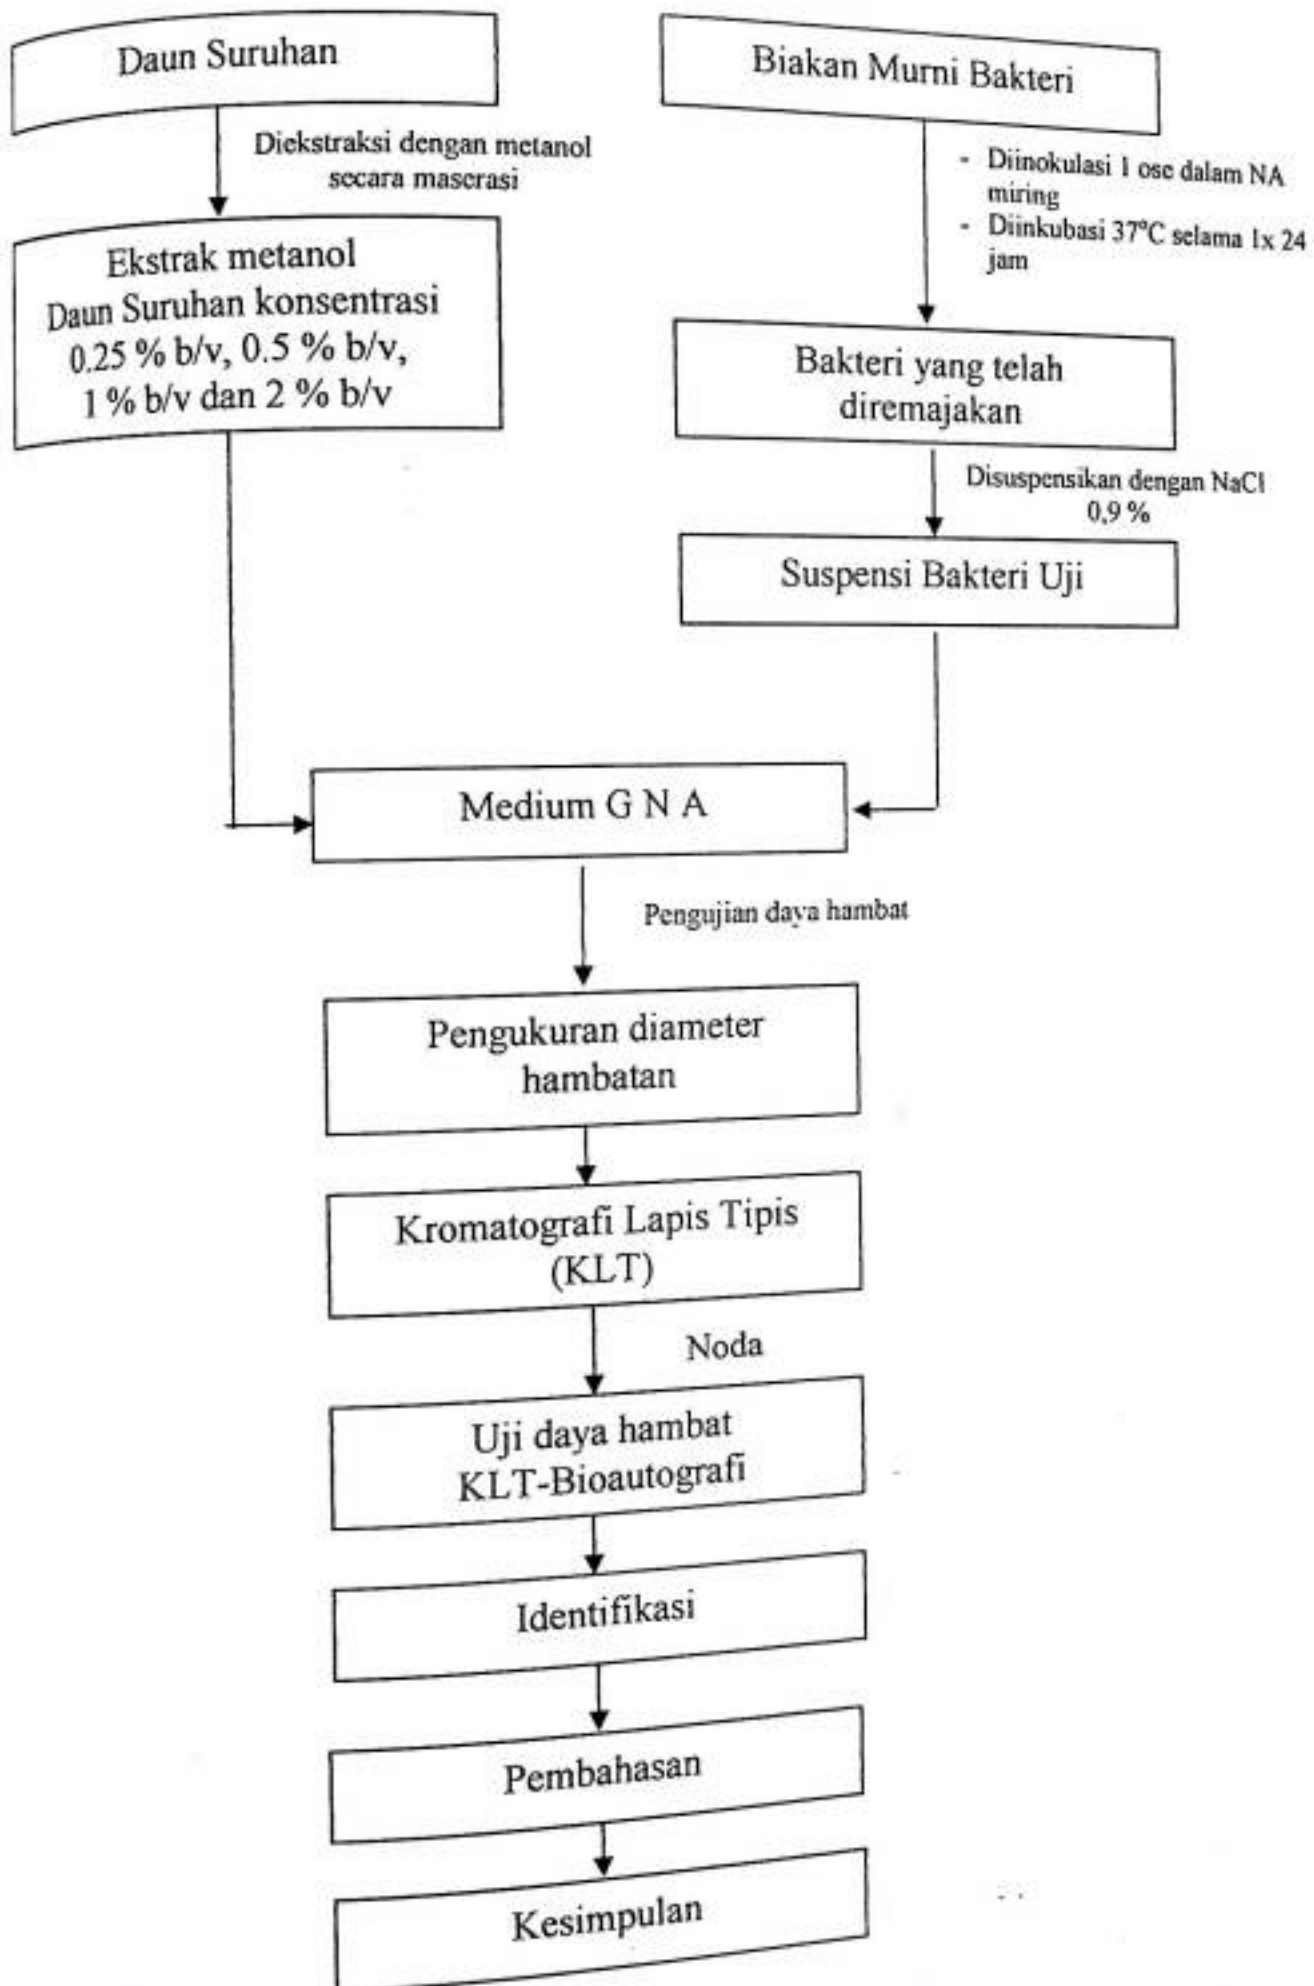 Daun Suruhan
Diekstraksi dengan metanol
secara maserasi
Ekstrak metanol
Daun Suruhan konsentrasi
0.25 % b/v, 0.5 % b/v,
1 % b/v dan 2 % b/v
Biakan Murni Bakteri
- Diinokulasi 1 ose dalam NA
miring
- Diinkubasi 37°C selama 1x 24
jam
Bakteri yang telah
diremajakan
Disuspensikan dengan NaCl
0,9 %
Suspensi Bakteri Uji
Medium G N A
Pengujian daya hambat
Pengukuran diameter
hambatan
Kromatografi Lapis Tipis
(KLT)
Noda
Uji daya hambat
KLT-Bioautografi
Identifikasi
Pembahasan
Kesimpulan